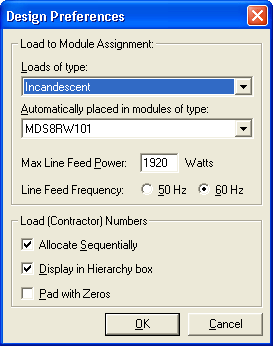 Design Preferences
Load to Module Assignment:
Loads of type:
Incandescent
Automatically placed in modules of type:
MDS8RW101
Max Line Feed Power: 1920 Watts
Line Feed Frequency: 50 Hz 60 Hz
Load (Contractor) Numbers
Allocate Sequentially
Display in Hierarchy box
Pad with Zeros
OK Cancel